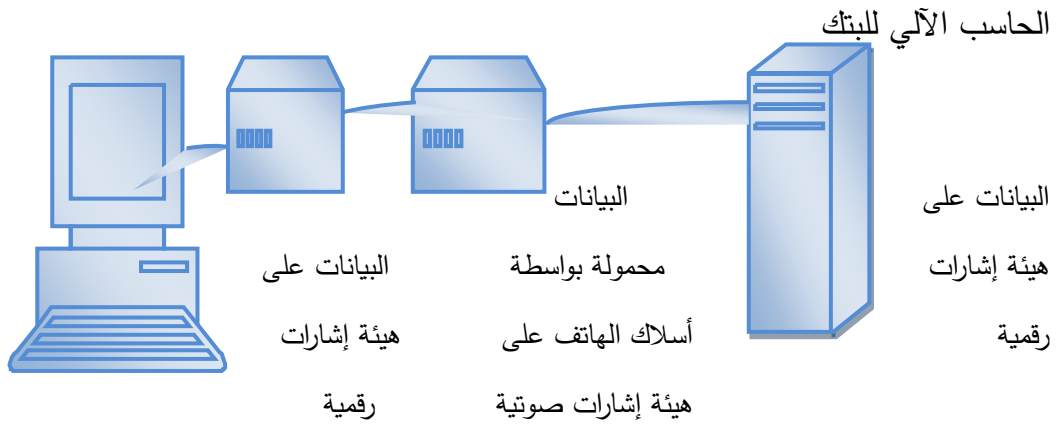 الحاسب الآلي للبتك
البيانات على
هيئة إشارات
رقمية
البيانات
محمولة بواسطة
أسلاك الهاتف على
هيئة إشارات صوتية
البيانات على
هيئة إشارات
رقمية